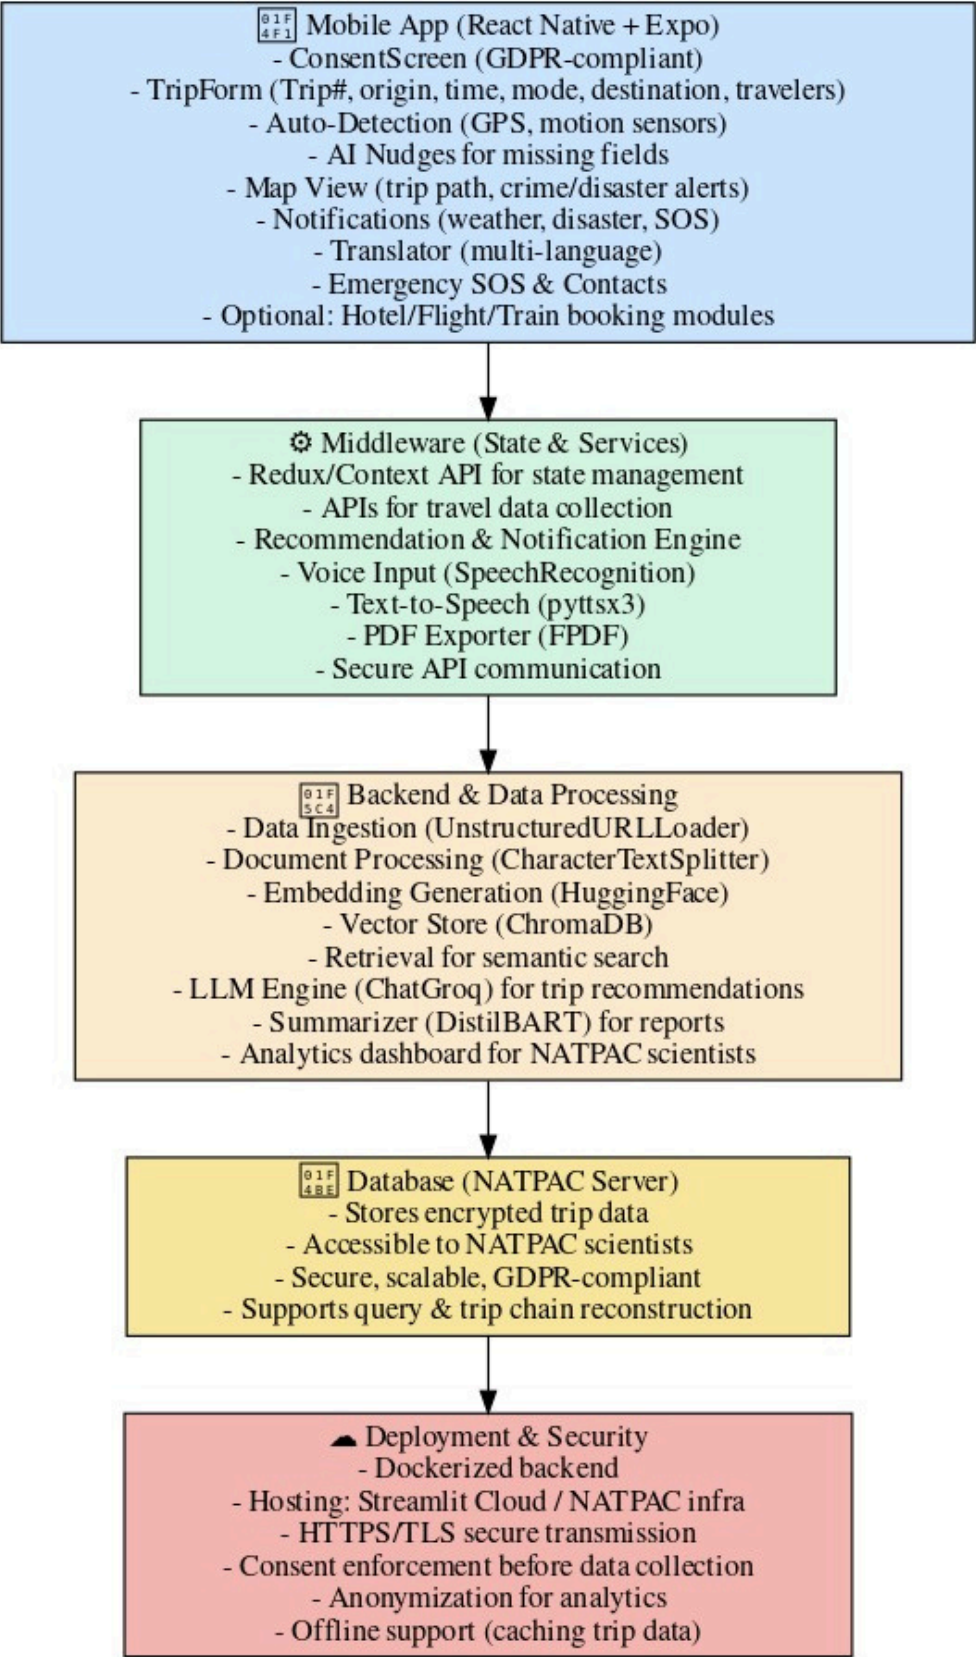 📱 Mobile App (React Native + Expo)
- ConsentScreen (GDPR-compliant)
- TripForm (Trip#, origin, time, mode, destination, travelers)
- Auto-Detection (GPS, motion sensors)
- AI Nudges for missing fields
- Map View (trip path, crime/disaster alerts)
- Notifications (weather, disaster, SOS)
- Translator (multi-language)
- Emergency SOS & Contacts
- Optional: Hotel/Flight/Train booking modules
⚙ Middleware (State & Services)
- Redux/Context API for state management
- APIs for travel data collection
- Recommendation & Notification Engine
- Voice Input (SpeechRecognition)
- Text-to-Speech (pyttsx3)
- PDF Exporter (FPDF)
- Secure API communication
🗄 Backend & Data Processing
- Data Ingestion (UnstructuredURLLoader)
- Document Processing (CharacterTextSplitter)
- Embedding Generation (HuggingFace)
- Vector Store (ChromaDB)
- Retrieval for semantic search
- LLM Engine (ChatGroq) for trip recommendations
- Summarizer (DistilBART) for reports
- Analytics dashboard for NATPAC scientists
💾 Database (NATPAC Server)
- Stores encrypted trip data
- Accessible to NATPAC scientists
- Secure, scalable, GDPR-compliant
- Supports query & trip chain reconstruction
☁ Deployment & Security
- Dockerized backend
- Hosting: Streamlit Cloud / NATPAC infra
- HTTPS/TLS secure transmission
- Consent enforcement before data collection
- Anonymization for analytics
- Offline support (caching trip data)